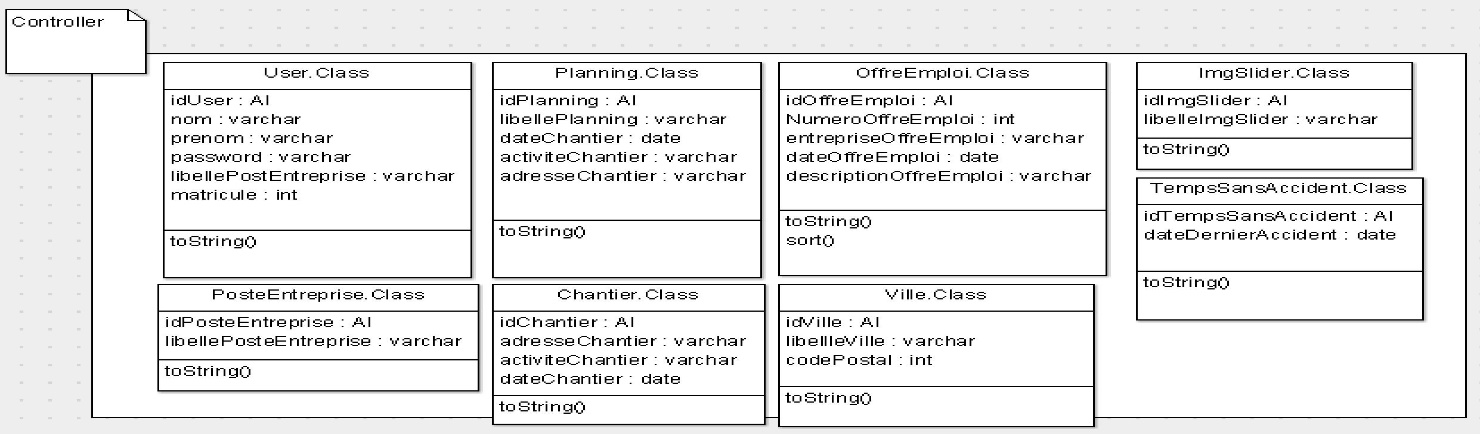 Controller
User.Class
idUser : AI
nom : varchar
prenom : varchar
password : varchar
libellePostEntreprise : varchar
matricule : int
toString()
Planning.Class
idPlanning : AI
libellePlanning : varchar
dateChantier : date
activiteChantier : varchar
adresseChantier : varchar
toString()
OffreEmploi.Class
idOffreEmploi : AI
NumeroOffreEmploi : int
entrepriseOffreEmploi : varchar
dateOffreEmploi : date
descriptionOffreEmploi : varchar
toString()
sort()
ImgSlider.Class
idImgSlider : AI
libelleImgSlider : varchar
toString()
TempsSansAccident.Class
idTempsSansAccident : AI
dateDernierAccident : date
toString()
PosteEntreprise.Class
idPosteEntreprise : AI
libellePosteEntreprise : varchar
toString()
Chantier.Class
idChantier : AI
adresseChantier : varchar
activiteChantier : varchar
dateChantier : date
toString()
Ville.Class
idVille : AI
libellleVille : varchar
codePostal : int
toString()